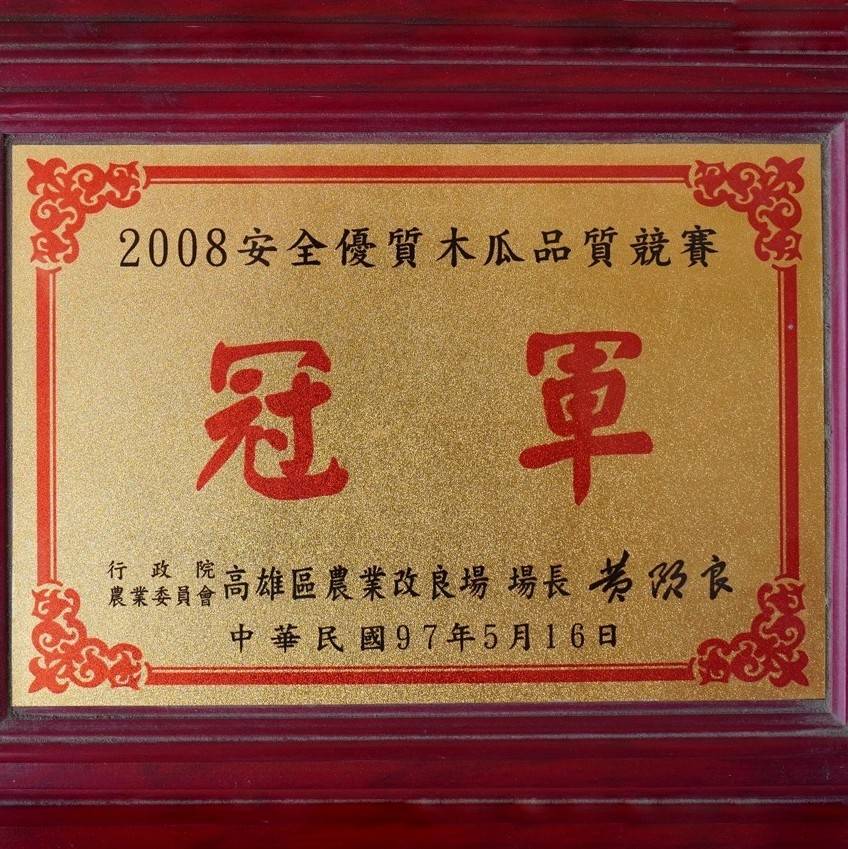 2008安全優質木瓜品質競賽
冠軍
行政院
農業委員會 高雄區農業改良場 場長 黃
中華民國97年5月16日